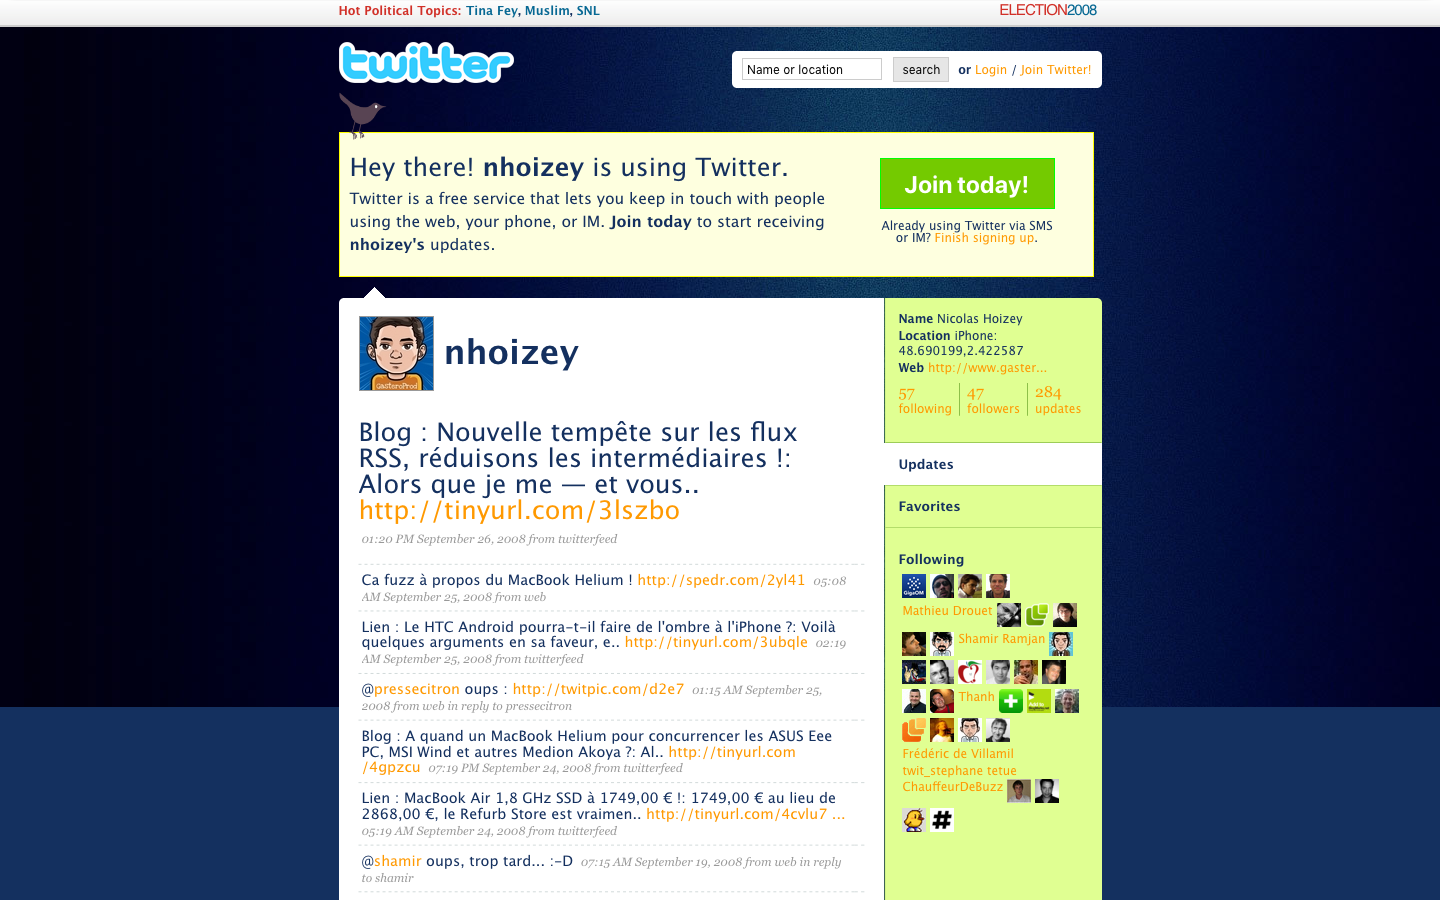 Hot Political Topics: Tina Fey, Muslim, SNL
ELECTION2008
twitter
Name or location
search
or Login / Join Twitter!
Hey there! nhoizey is using Twitter.
Twitter is a free service that lets you keep in touch with people
using the web, your phone, or IM. Join today to start receiving
nhoizey's updates.
Join today!
Already using Twitter via SMS
or IM? Finish signing up.
GasteroProd
nhoizey
Blog : Nouvelle tempête sur les flux
RSS, réduisons les intermédiaires !:
Alors que je me — et vous..
http://tinyurl.com/3lszbo
01:20 PM September 26, 2008 from twitterfeed
Ca fuzz à propos du MacBook Helium ! http://spedr.com/2yl41 05:08
AM September 25, 2008 from web
Lien : Le HTC Android pourra-t-il faire de l'ombre à l'iPhone ?: Voilà
quelques arguments en sa faveur, e.. http://tinyurl.com/3ubqle 02:19
AM September 25, 2008 from twitterfeed
@pressecitron oups : http://twitpic.com/d2e7 01:15 AM September 25,
2008 from web in reply to pressecitron
Blog : A quand un MacBook Helium pour concurrencer les ASUS Eee
PC, MSI Wind et autres Medion Akoya ?: Al.. http://tinyurl.com
/4gpzcu 07:19 PM September 24, 2008 from twitterfeed
Lien : MacBook Air 1,8 GHz SSD à 1749,00 € !: 1749,00 € au lieu de
2868,00 €, le Refurb Store est vraimen.. http://tinyurl.com/4cvlu7 ...
05:19 AM September 24, 2008 from twitterfeed
@shamir oups, trop tard... :-D 07:15 AM September 19, 2008 from web in reply
to shamir
Name Nicolas Hoizey
Location iPhone:
48.690199,2.422587
Web http://www.gaster...
57 47 284
following followers updates
Updates
Favorites
Following
GigaOM
Mathieu Drouet
Shamir Ramjan
Thanh
Frédéric de Villamil
twit_stephane tetue
ChauffeurDeBuzz
#